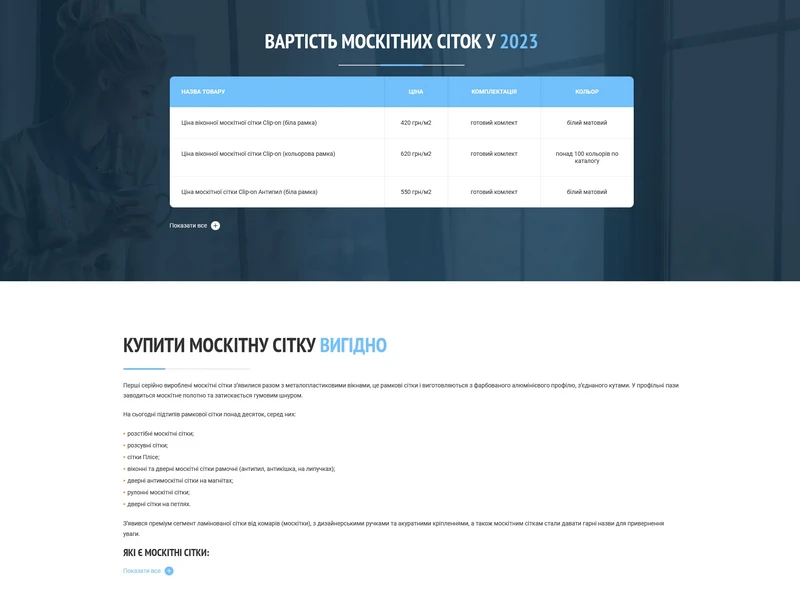 ВАРТІСТЬ МОСКІТНИХ СІТОК У 2023
НАЗВА ТОВАРУ ЦІНА КОМПЛЕКТАЦІЯ КОЛЬОР
Ціна віконної москітної сітки Clip-on (біла рамка) 420 грн/м2 готовий комлект білий матовий
Ціна віконної москітної сітки Clip-on (кольорова рамка) 620 грн/м2 готовий комлект понад 100 кольорів по
каталогу
Ціна москітної сітки Clip-on Антипил (біла рамка) 550 грн/м2 готовий комлект білий матовий
Показати все
КУПИТИ МОСКІТНУ СІТКУ ВИГІДНО
Перші серійно вироблені москітні сітки з'явилися разом з металопластиковими вікнами, це рамкові сітки і виготовляються з фарбованого алюмінієвого профілю, з'єднаного кутами. У профільні пази
заводиться москітне полотно та затискається гумовим шнуром.
На сьогодні підтипів рамкової сітки понад десяток, серед них:
• розстібні москітні сітки;
• розсувні сітки;
• сітки Плісе;
• віконні та дверні москітні сітки рамочні (антипил, антикішка, на липучках);
• дверні антимоскітні сітки на магнітах;
• рулонні москітні сітки;
• дверні сітки на петлях.
З'явився преміум сегмент ламінованої сітки від комарів (москітки), з дизайнерськими ручками та акуратними кріпленнями, а також москітним сіткам стали давати гарні назви для привернення
уваги.
ЯКІ Є МОСКІТНІ СІТКИ:
Показати все